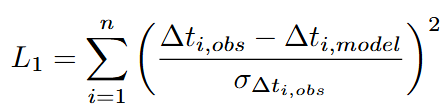 L_1 = \sum_{i=1}^{n} \left( \frac{\Delta t_{i,obs} - \Delta t_{i,model}}{\sigma_{\Delta t_{i,obs}}} \right)^2